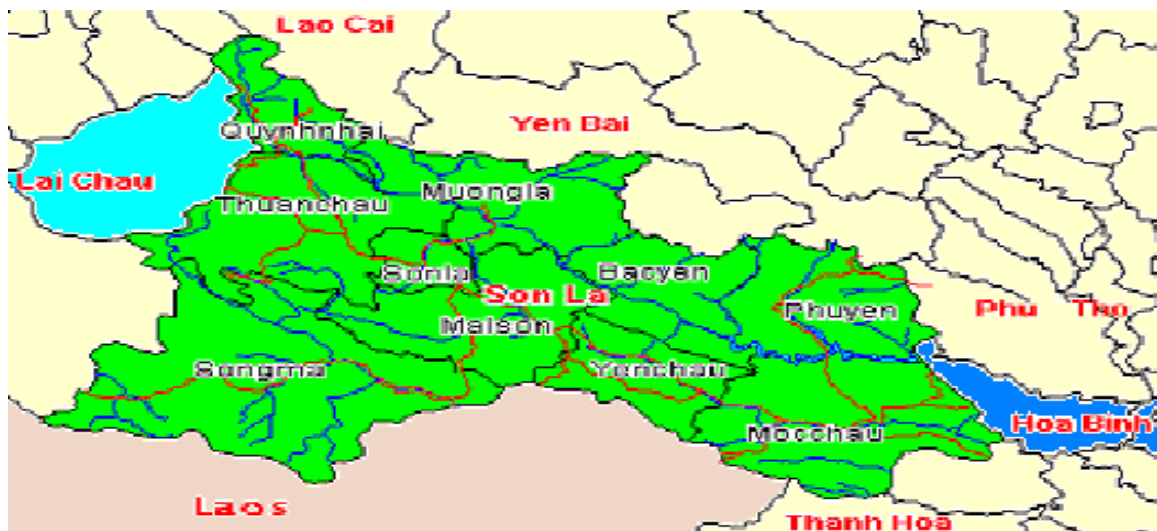 Lao Cai
Yen Bai
Quynhnhai
Lai Chau
Muongla
Thuanchau
Sonla
Bacyen
Son La
Phuyen
Phu Tho
Maison
Songma
Yenchau
Hoa Binh
Mocchau
Laos
Thanh Hoa